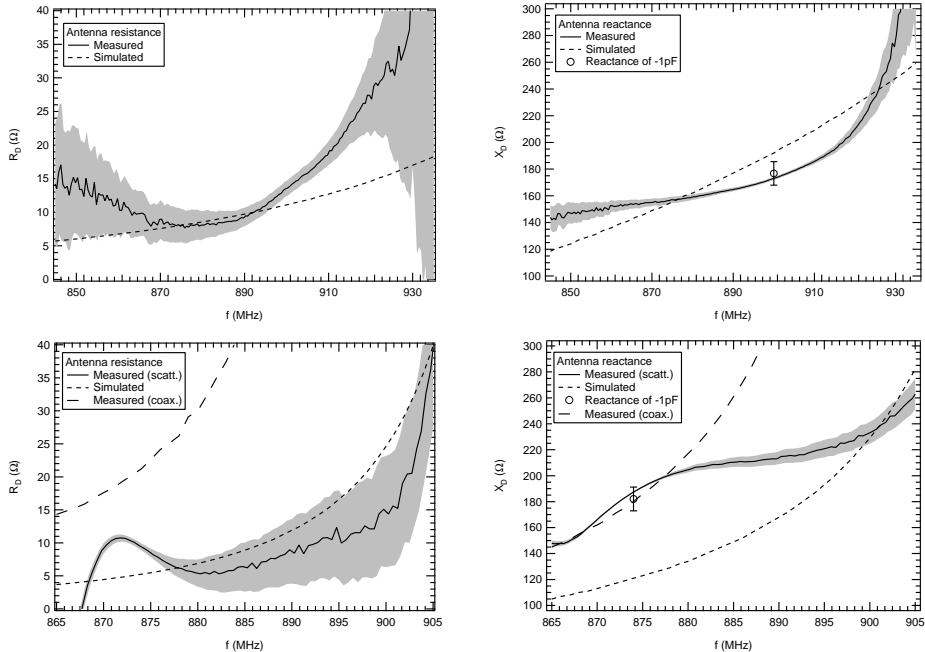 Antenna resistance
Measured
Simulated
40
35
30
25
20
15
10
5
0
R_D (Ω)
850
870
890
910
930
f (MHz)
Antenna reactance
Measured
Simulated
Reactance of -1pF
300
280
260
240
220
200
180
160
140
120
100
X_D (Ω)
850
870
890
910
930
f (MHz)
Antenna resistance
Measured (scatt.)
Simulated
Measured (coax.)
40
35
30
25
20
15
10
5
0
R_D (Ω)
865
870
875
880
885
890
895
900
905
f (MHz)
Antenna reactance
Measured (scatt.)
Simulated
Reactance of -1pF
Measured (coax.)
300
280
260
240
220
200
180
160
140
120
100
X_D (Ω)
865
870
875
880
885
890
895
900
905
f (MHz)